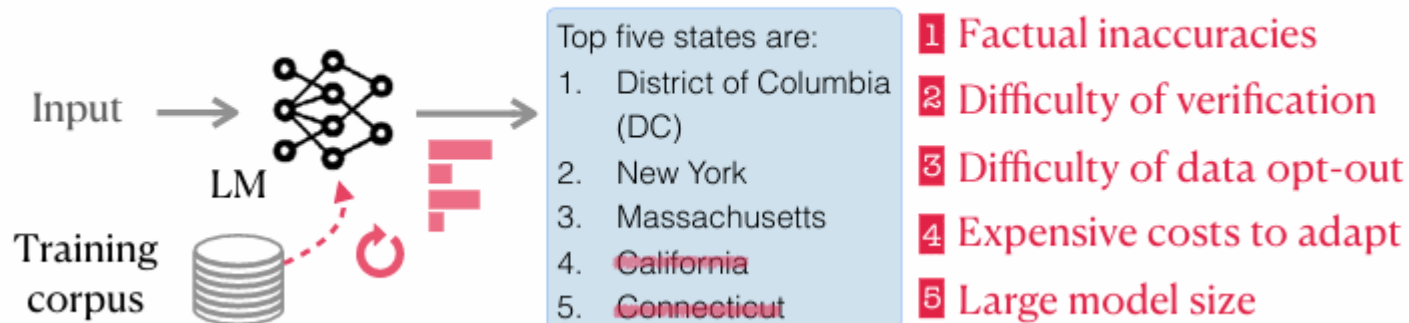 Input
LM
Training
corpus
Top five states are:
1. District of Columbia
(DC)
2. New York
3. Massachusetts
4. California
5. Connecticut
1 Factual inaccuracies
2 Difficulty of verification
3 Difficulty of data opt-out
4 Expensive costs to adapt
5 Large model size